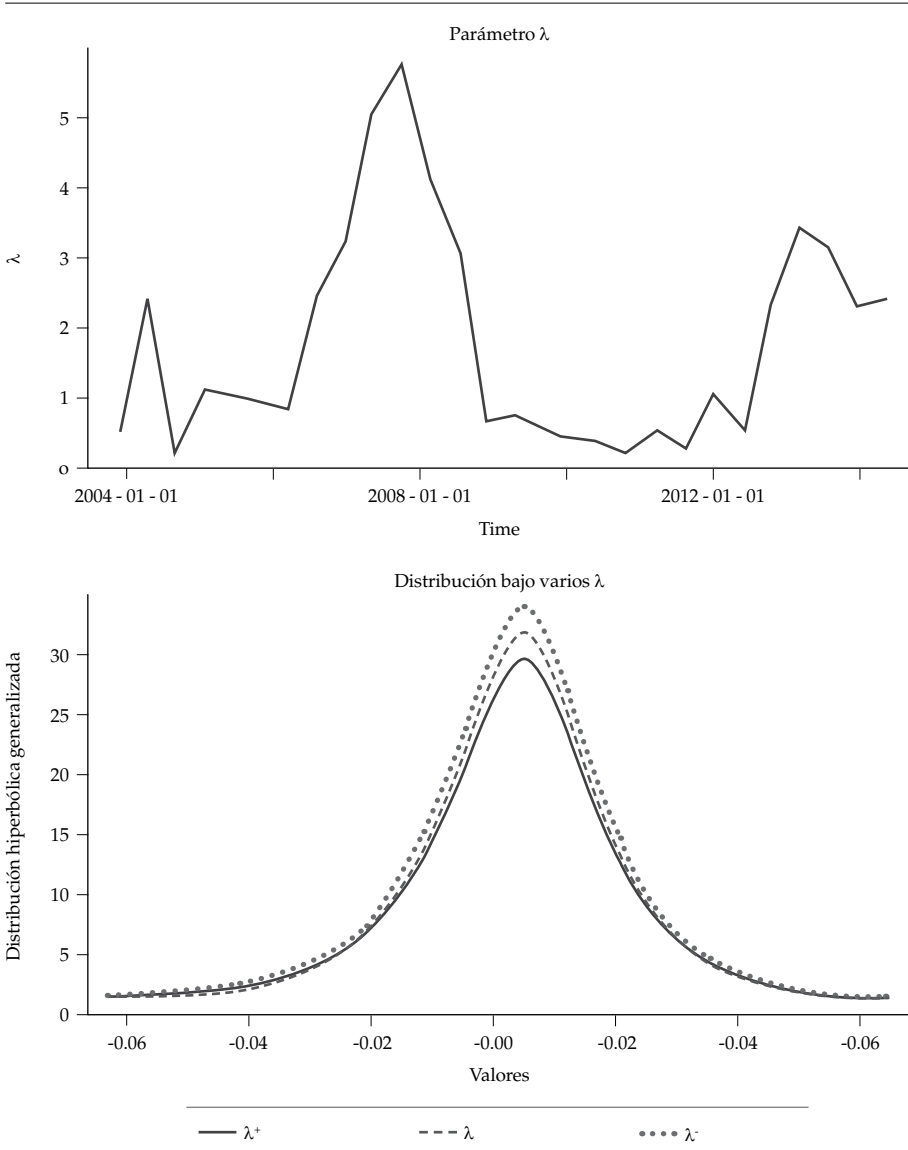 Parámetro λ
5
4
3
2
1
0
λ
2004 - 01 - 01
2008 - 01 - 01
2012 - 01 - 01
Time
Distribución bajo varios λ
30
25
20
15
10
5
0
Distribución hiperbólica generalizada
-0.06
-0.04
-0.02
-0.00
-0.02
-0.04
-0.06
Valores
λ⁺
λ
λ⁻